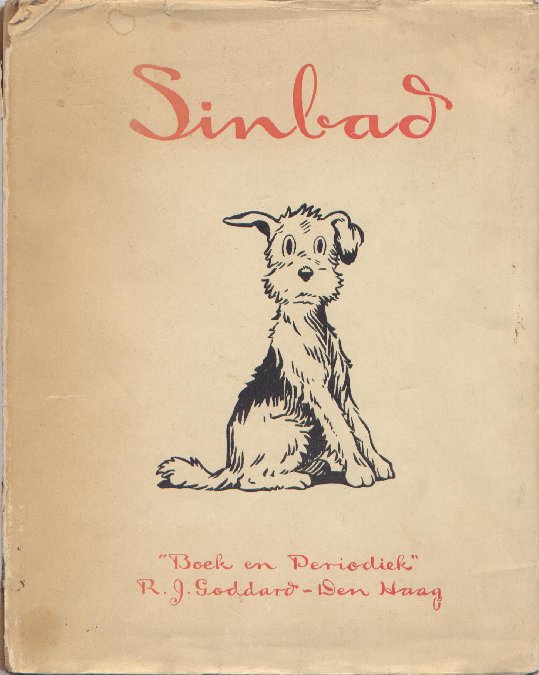 Sinbad
"Boek en Periodiek"
R. J. Goddard - Den Haag